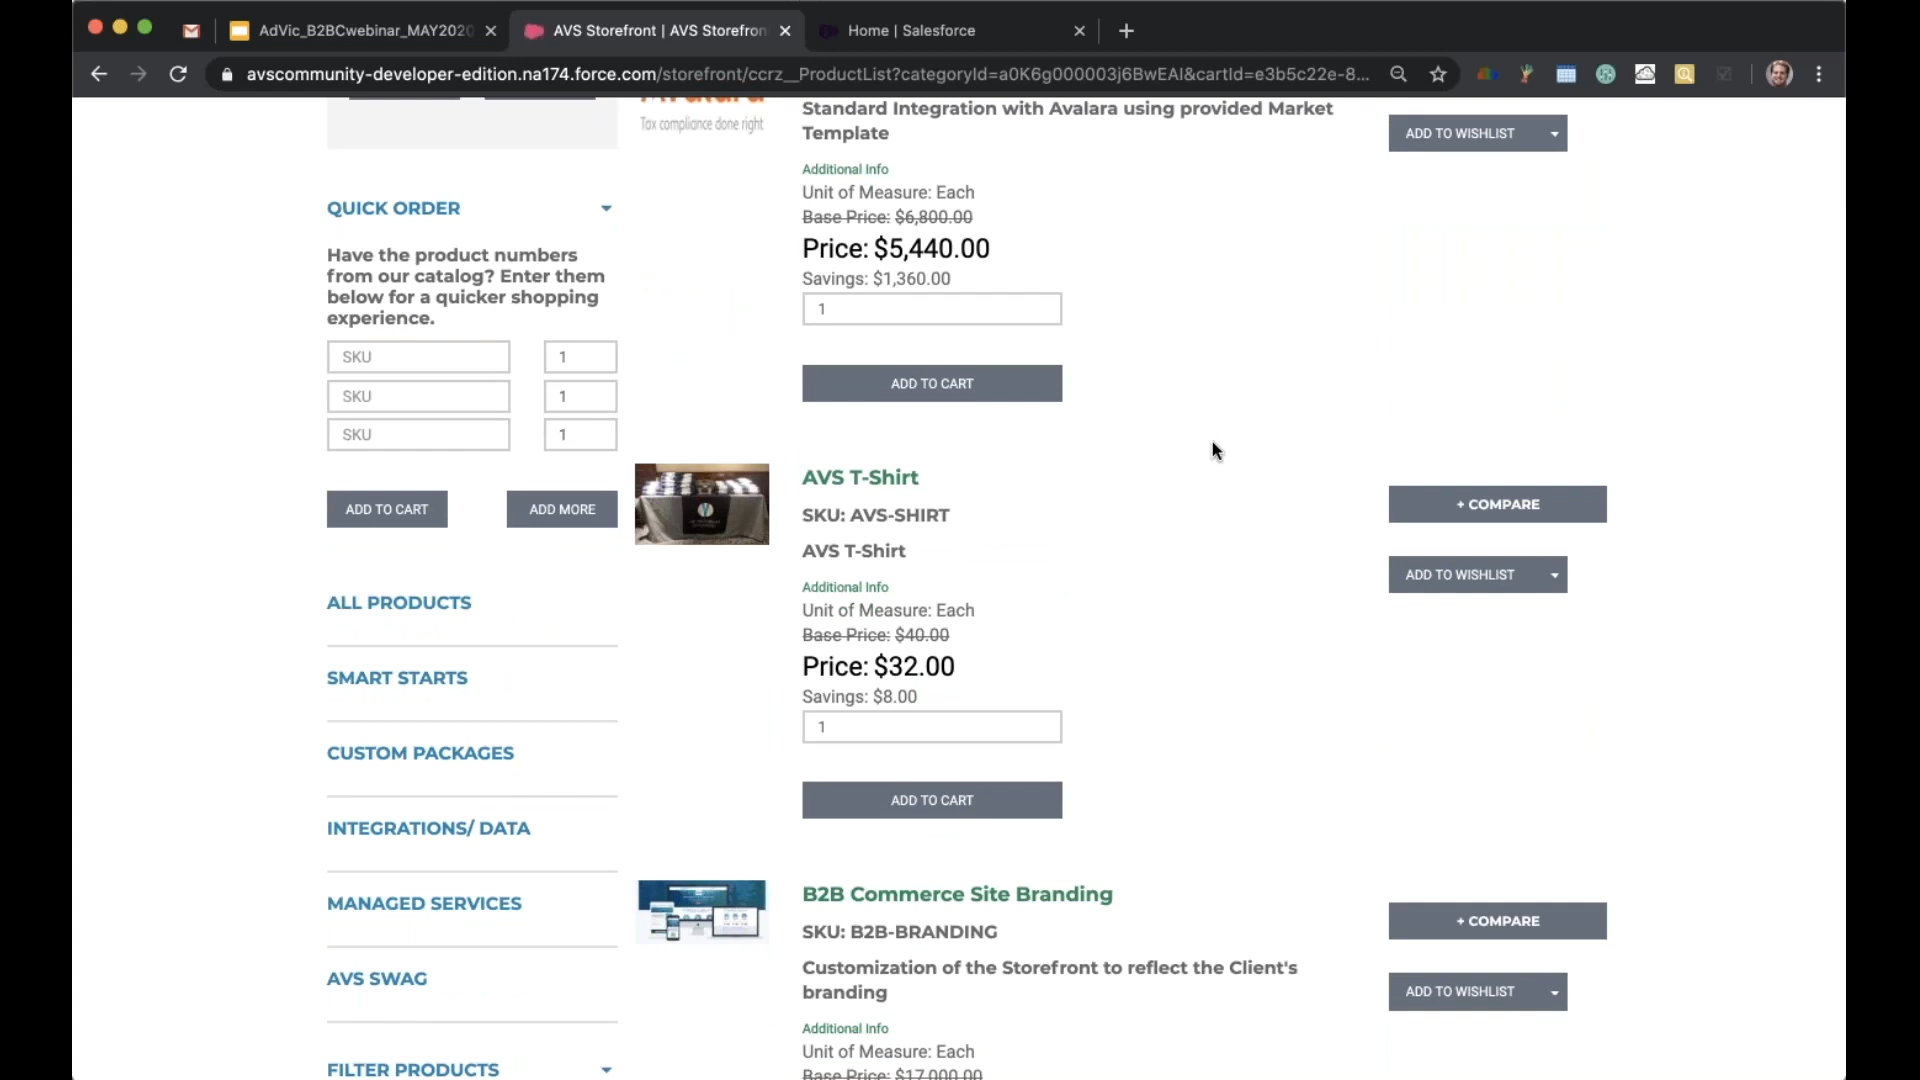 AdVic_B2BCwebinar_MAY2020
AVS Storefront | AVS Storefron
Home | Salesforce
avscommunity-developer-edition.na174.force.com/storefront/ccrz__ProductList?categoryId=a0K6g000003j6BwEAI&cartId=e3b5c22e-8...
Tax compliance done right
Standard Integration with Avalara using provided Market
Template
ADD TO WISHLIST
Additional Info
Unit of Measure: Each
Base Price: $6,800.00
Price: $5,440.00
Savings: $1,360.00
1
ADD TO CART
QUICK ORDER
Have the product numbers
from our catalog? Enter them
below for a quicker shopping
experience.
SKU 1
SKU 1
SKU 1
ADD TO CART ADD MORE
ALL PRODUCTS
SMART STARTS
CUSTOM PACKAGES
INTEGRATIONS/ DATA
MANAGED SERVICES
AVS SWAG
FILTER PRODUCTS
AVS T-Shirt
SKU: AVS-SHIRT
AVS T-Shirt
Additional Info
Unit of Measure: Each
Base Price: $40.00
Price: $32.00
Savings: $8.00
1
ADD TO CART
+ COMPARE
ADD TO WISHLIST
B2B Commerce Site Branding
SKU: B2B-BRANDING
Customization of the Storefront to reflect the Client's
branding
Additional Info
Unit of Measure: Each
Base Price: $17,000.00
+ COMPARE
ADD TO WISHLIST